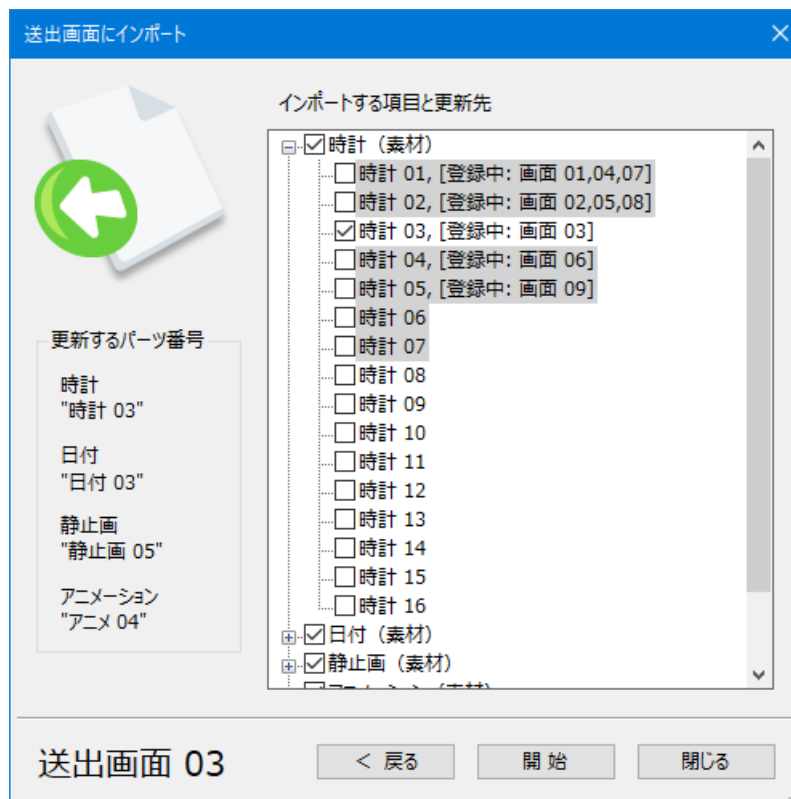 送出画面にインポート
インポートする項目と更新先
時計（素材）
時計 01, [登録中: 画面 01,04,07]
時計 02, [登録中: 画面 02,05,08]
時計 03, [登録中: 画面 03]
時計 04, [登録中: 画面 06]
時計 05, [登録中: 画面 09]
時計 06
時計 07
時計 08
時計 09
時計 10
時計 11
時計 12
時計 13
時計 14
時計 15
時計 16
日付（素材）
静止画（素材）
更新するパーツ番号
時計
"時計 03"
日付
"日付 03"
静止画
"静止画 05"
アニメーション
"アニメ 04"
送出画面 03
< 戻る
開 始
閉じる